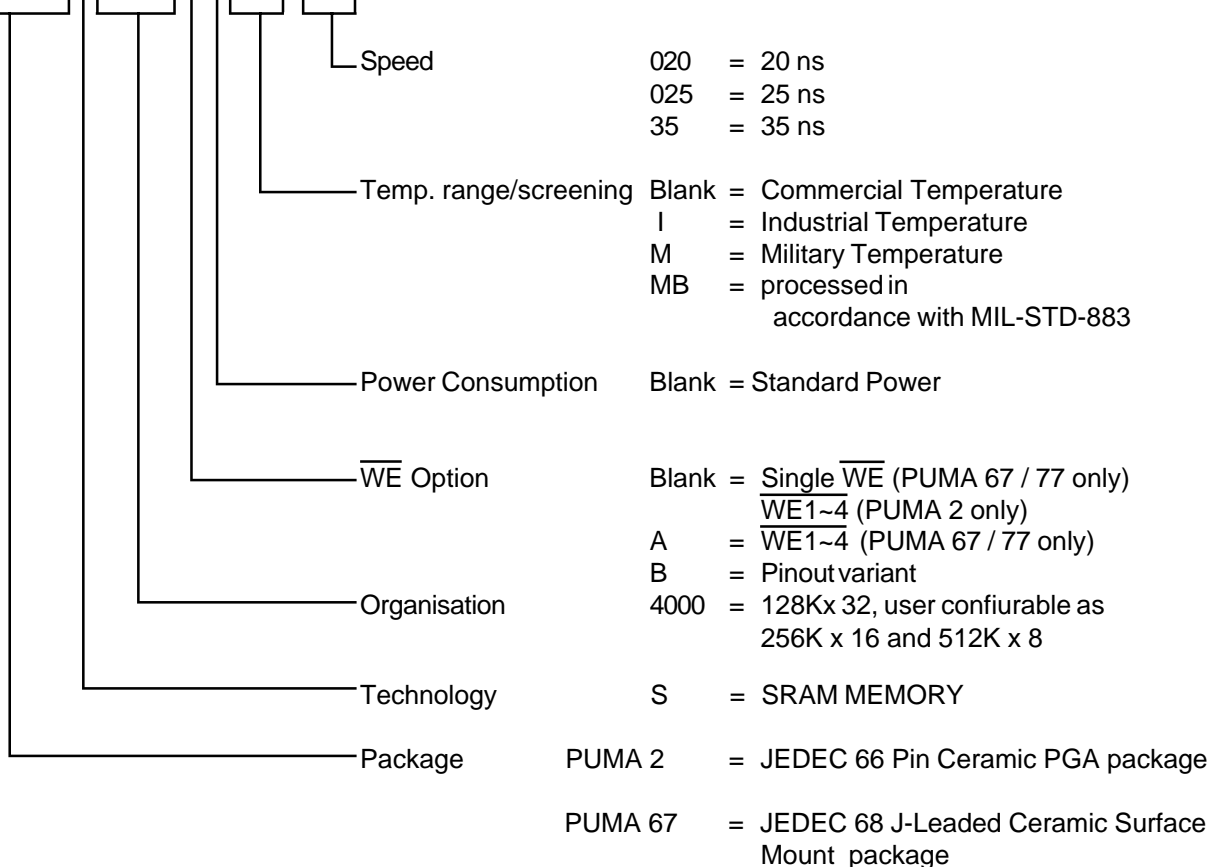 Speed 020 = 20 ns
025 = 25 ns
35 = 35 ns
Temp. range/screening Blank = Commercial Temperature
I = Industrial Temperature
M = Military Temperature
MB = processed in
accordance with MIL-STD-883
Power Consumption Blank = Standard Power
WE Option Blank = Single WE (PUMA 67 / 77 only)
WE1~4 (PUMA 2 only)
A = WE1~4 (PUMA 67 / 77 only)
B = Pinout variant
Organisation 4000 = 128Kx 32, user confiurable as
256K x 16 and 512K x 8
Technology S = SRAM MEMORY
Package PUMA 2 = JEDEC 66 Pin Ceramic PGA package
PUMA 67 = JEDEC 68 J-Leaded Ceramic Surface
Mount package